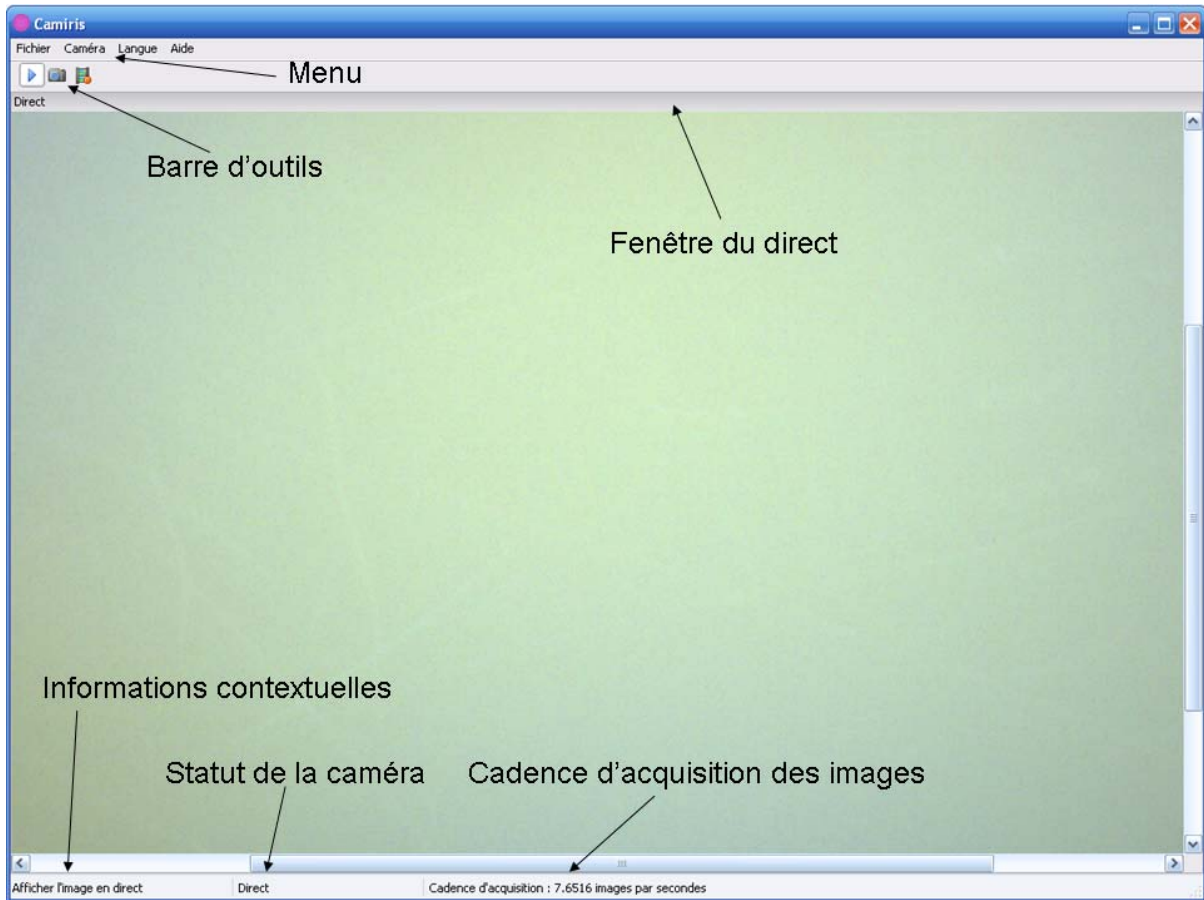 Camiris
Fichier Caméra Langue Aide
Menu
Direct
Barre d'outils
Fenêtre du direct
Informations contextuelles
Statut de la caméra
Cadence d'acquisition des images
Afficher l'image en direct
Direct
Cadence d'acquisition : 7.6516 images par secondes